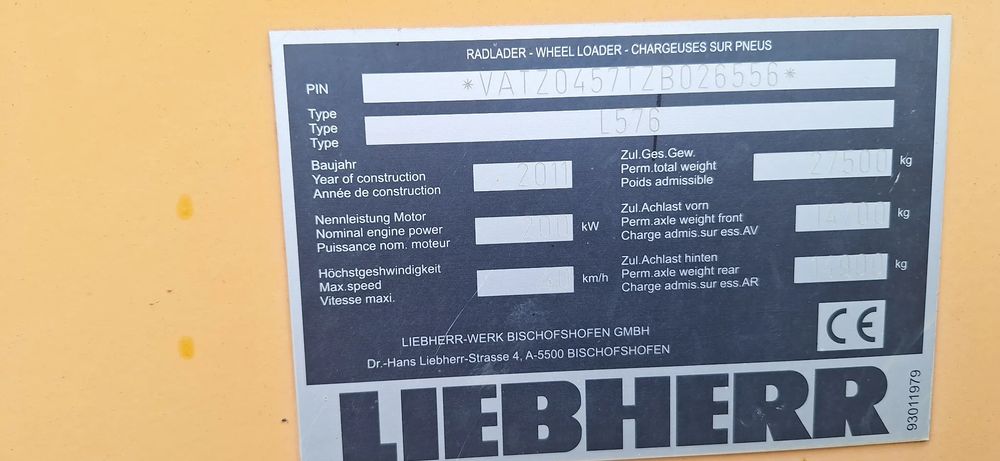 RADLADER - WHEEL LOADER - CHARGEUSES SUR PNEUS
PIN *VATZ0457TZB026556*
Type
Type L576
Type
Baujahr
Year of construction 2011
Année de construction
Nennleistung Motor
Nominal engine power 200 kW
Puissance nom. moteur
Höchstgeshwindigkeit
Max.speed km/h
Vitesse maxi.
Zul.Ges.Gew.
Perm.total weight 27500 kg
Poids admissible
Zul.Achlast vorn
Perm.axle weight front kg
Charge admis.sur ess.AV
Zul.Achlast hinten
Perm.axle weight rear kg
Charge admis.sur ess.AR
CE
LIEBHERR-WERK BISCHOFSHOFEN GMBH
Dr.-Hans Liebherr-Strasse 4, A-5500 BISCHOFSHOFEN
LIEBHERR
93011979